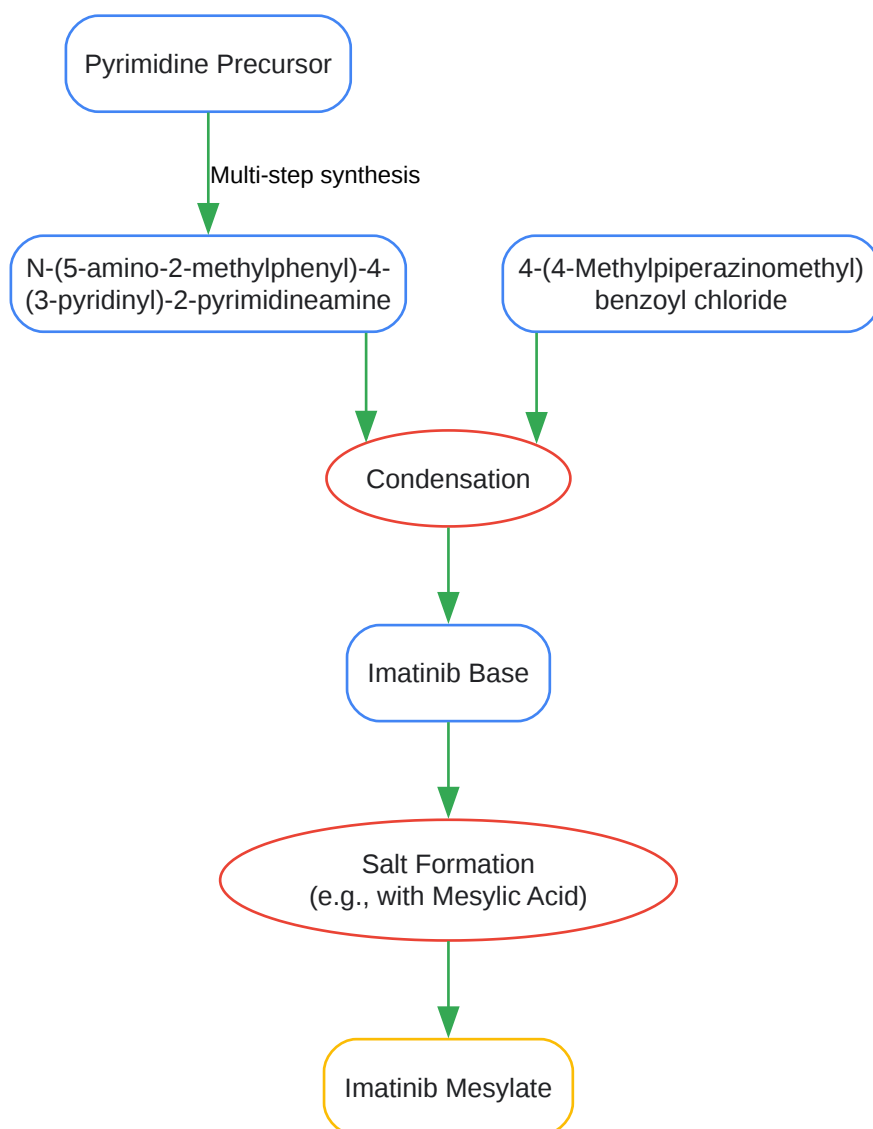 Pyrimidine Precursor
Multi-step synthesis
N-(5-amino-2-methylphenyl)-4-
(3-pyridinyl)-2-pyrimidineamine
4-(4-Methylpiperazinomethyl)
benzoyl chloride
Condensation
Imatinib Base
Salt Formation
(e.g., with Mesylic Acid)
Imatinib Mesylate